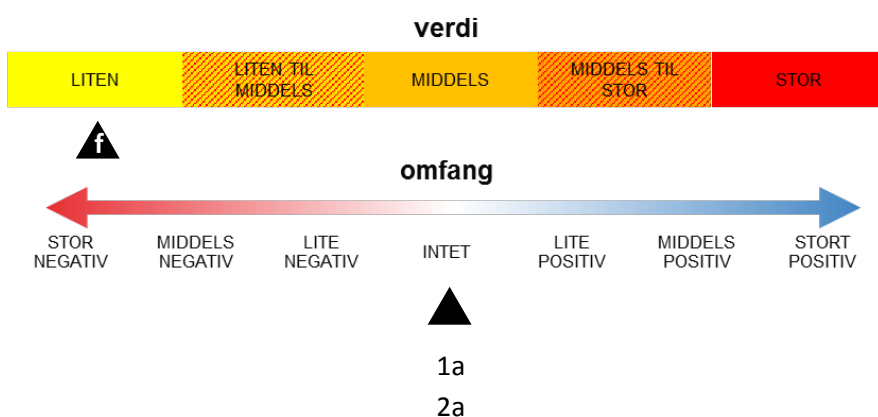 verdi
LITEN
LITEN TIL
MIDDELS
MIDDELS
MIDDELS TIL
STOR
STOR
f
omfang
STOR
NEGATIV
MIDDELS
NEGATIV
LITE
NEGATIV
INTET
LITE
POSITIV
MIDDELS
POSITIV
STORT
POSITIV
1a
2a